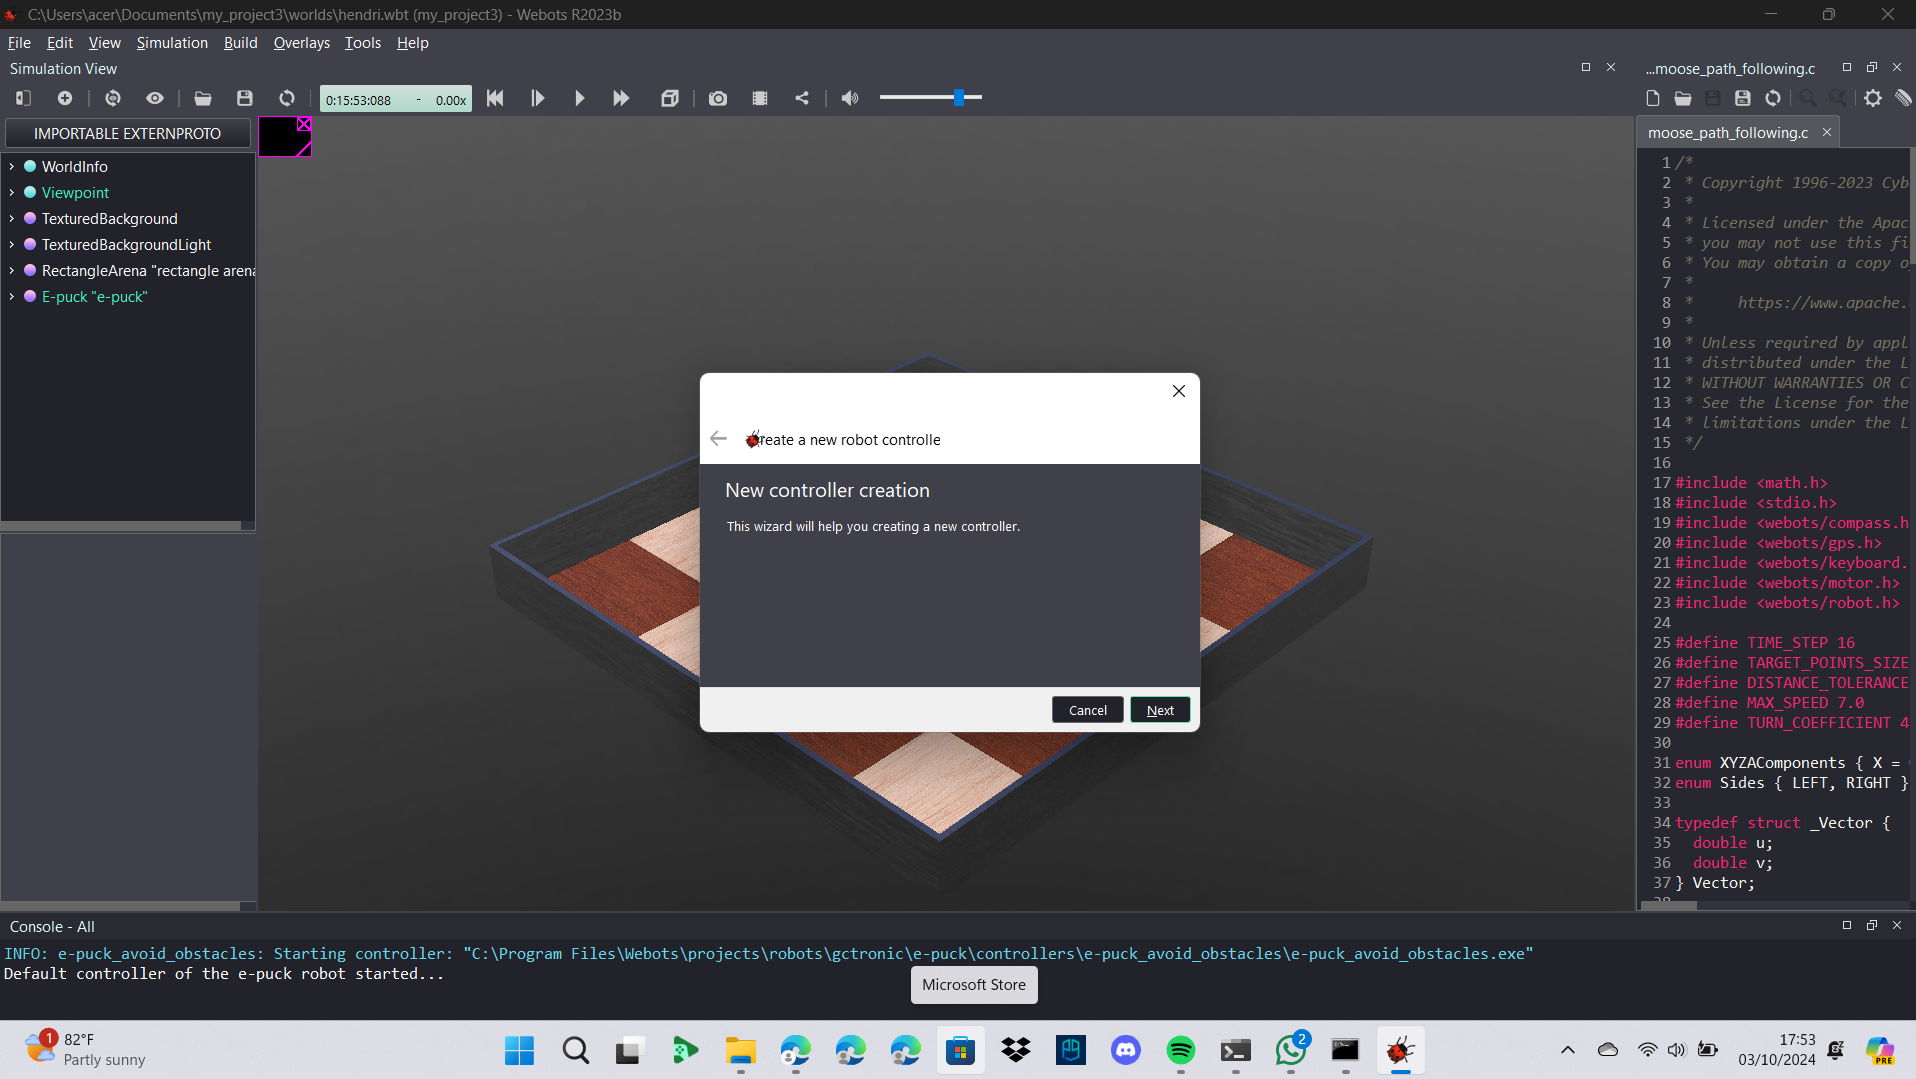 C:\Users\acer\Documents\my_project3\worlds\hendri.wbt (my_project3) - Webots R2023b
File Edit View Simulation Build Overlays Tools Help
Simulation View
...moose_path_following.c
0:15:53:088 - 0.00x
IMPORTABLE EXTERNPROTO
WorldInfo
Viewpoint
TexturedBackground
TexturedBackgroundLight
RectangleArena "rectangle arena
E-puck "e-puck"
reate a new robot controlle
New controller creation
This wizard will help you creating a new controller.
Cancel
Next
moose_path_following.c
1 /*
2 * Copyright 1996-2023 Cyb
3 *
4 * Licensed under the Apac
5 * you may not use this fi
6 * You may obtain a copy o
7 *
8 * https://www.apache.
9 *
10 * Unless required by appl
11 * distributed under the L
12 * WITHOUT WARRANTIES OR C
13 * See the License for the
14 * limitations under the L
15 */
16
17 #include <math.h>
18 #include <stdio.h>
19 #include <webots/compass.h
20 #include <webots/gps.h>
21 #include <webots/keyboard.
22 #include <webots/motor.h>
23 #include <webots/robot.h>
24
25 #define TIME_STEP 16
26 #define TARGET_POINTS_SIZE
27 #define DISTANCE_TOLERANCE
28 #define MAX_SPEED 7.0
29 #define TURN_COEFFICIENT 4
30
31 enum XYZAComponents { X =
32 enum Sides { LEFT, RIGHT }
33
34 typedef struct _Vector {
35 double u;
36 double v;
37 } Vector;
Console - All
INFO: e-puck_avoid_obstacles: Starting controller: "C:\Program Files\Webots\projects\robots\gctronic\e-puck\controllers\e-puck_avoid_obstacles\e-puck_avoid_obstacles.exe"
Default controller of the e-puck robot started...
Microsoft Store
1
82°F
Partly sunny
2
17:53
03/10/2024
PRE